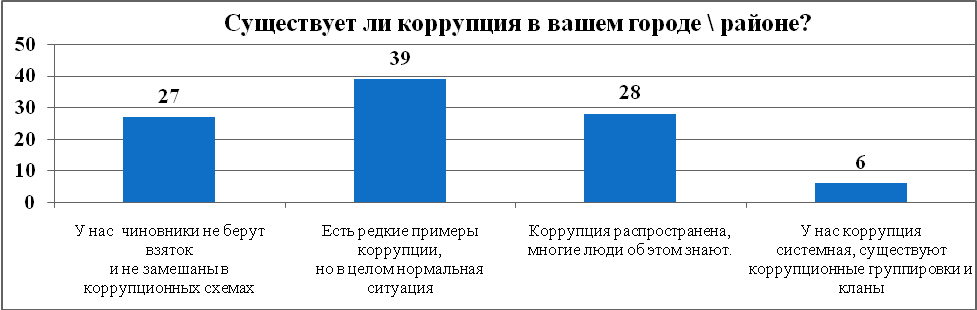 Существует ли коррупция в вашем городе \ районе?
50
40
30
20
10
0
27
39
28
6
У нас чиновники не берут
взяток
и не замешаны в
коррупционных схемах
Есть редкие примеры
коррупции,
но в целом нормальная
ситуация
Коррупция распространена,
многие люди об этом знают.
У нас коррупция
системная, существуют
коррупционные группировки и
кланы